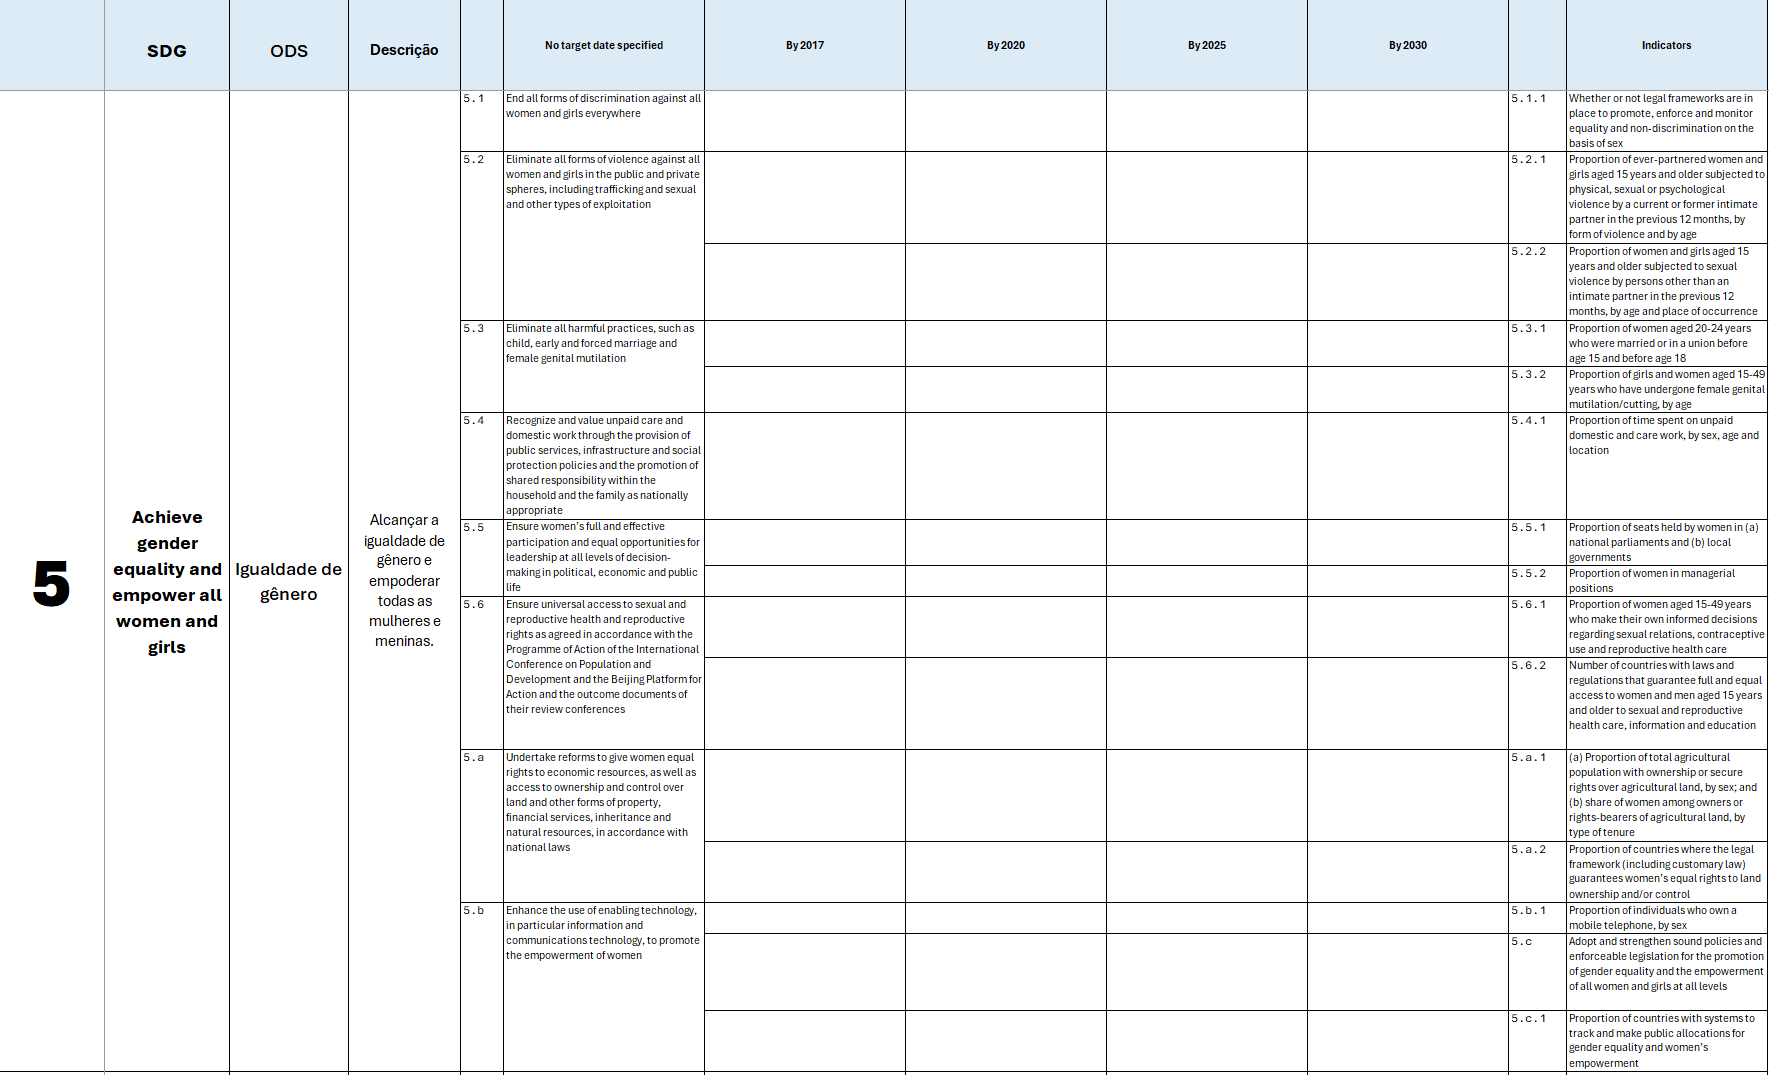 SDG
ODS
Descrição
No target date specified
By 2017
By 2020
By 2025
By 2030
Indicators
5
Achieve
gender
equality and
empower all
women and
girls
Igualdade de
gênero
Alcançar a
igualdade de
gênero e
empoderar
todas as
mulheres e
meninas.
5.1
End all forms of discrimination against all
women and girls everywhere
5.1.1
Whether or not legal frameworks are in
place to promote, enforce and monitor
equality and non-discrimination on the
basis of sex
5.2
Eliminate all forms of violence against all
women and girls in the public and private
spheres, including trafficking and sexual
and other types of exploitation
5.2.1
Proportion of ever-partnered women and
girls aged 15 years and older subjected to
physical, sexual or psychological
violence by a current or former intimate
partner in the previous 12 months, by
form of violence and by age
5.2.2
Proportion of women and girls aged 15
years and older subjected to sexual
violence by persons other than an
intimate partner in the previous 12
months, by age and place of occurrence
5.3
Eliminate all harmful practices, such as
child, early and forced marriage and
female genital mutilation
5.3.1
Proportion of women aged 20-24 years
who were married or in a union before
age 15 and before age 18
5.3.2
Proportion of girls and women aged 15-49
years who have undergone female genital
mutilation/cutting, by age
5.4
Recognize and value unpaid care and
domestic work through the provision of
public services, infrastructure and social
protection policies and the promotion of
shared responsibility within the
household and the family as nationally
appropriate
5.4.1
Proportion of time spent on unpaid
domestic and care work, by sex, age and
location
5.5
Ensure women's full and effective
participation and equal opportunities for
leadership at all levels of decision-
making in political, economic and public
life
5.5.1
Proportion of seats held by women in (a)
national parliaments and (b) local
governments
5.5.2
Proportion of women in managerial
positions
5.6
Ensure universal access to sexual and
reproductive health and reproductive
rights as agreed in accordance with the
Programme of Action of the International
Conference on Population and
Development and the Beijing Platform for
Action and the outcome documents of
their review conferences
5.6.1
Proportion of women aged 15-49 years
who make their own informed decisions
regarding sexual relations, contraceptive
use and reproductive health care
5.6.2
Number of countries with laws and
regulations that guarantee full and equal
access to women and men aged 15 years
and older to sexual and reproductive
health care, information and education
5.a
Undertake reforms to give women equal
rights to economic resources, as well as
access to ownership and control over
land and other forms of property,
financial services, inheritance and
natural resources, in accordance with
national laws
5.a.1
(a) Proportion of total agricultural
population with ownership or secure
rights over agricultural land, by sex; and
(b) share of women among owners or
rights-bearers of agricultural land, by
type of tenure
5.a.2
Proportion of countries where the legal
framework (including customary law)
guarantees women's equal rights to land
ownership and/or control
5.b
Enhance the use of enabling technology,
in particular information and
communications technology, to promote
the empowerment of women
5.b.1
Proportion of individuals who own a
mobile telephone, by sex
5.c
Adopt and strengthen sound policies and
enforceable legislation for the promotion
of gender equality and the empowerment
of all women and girls at all levels
5.c.1
Proportion of countries with systems to
track and make public allocations for
gender equality and women's
empowerment